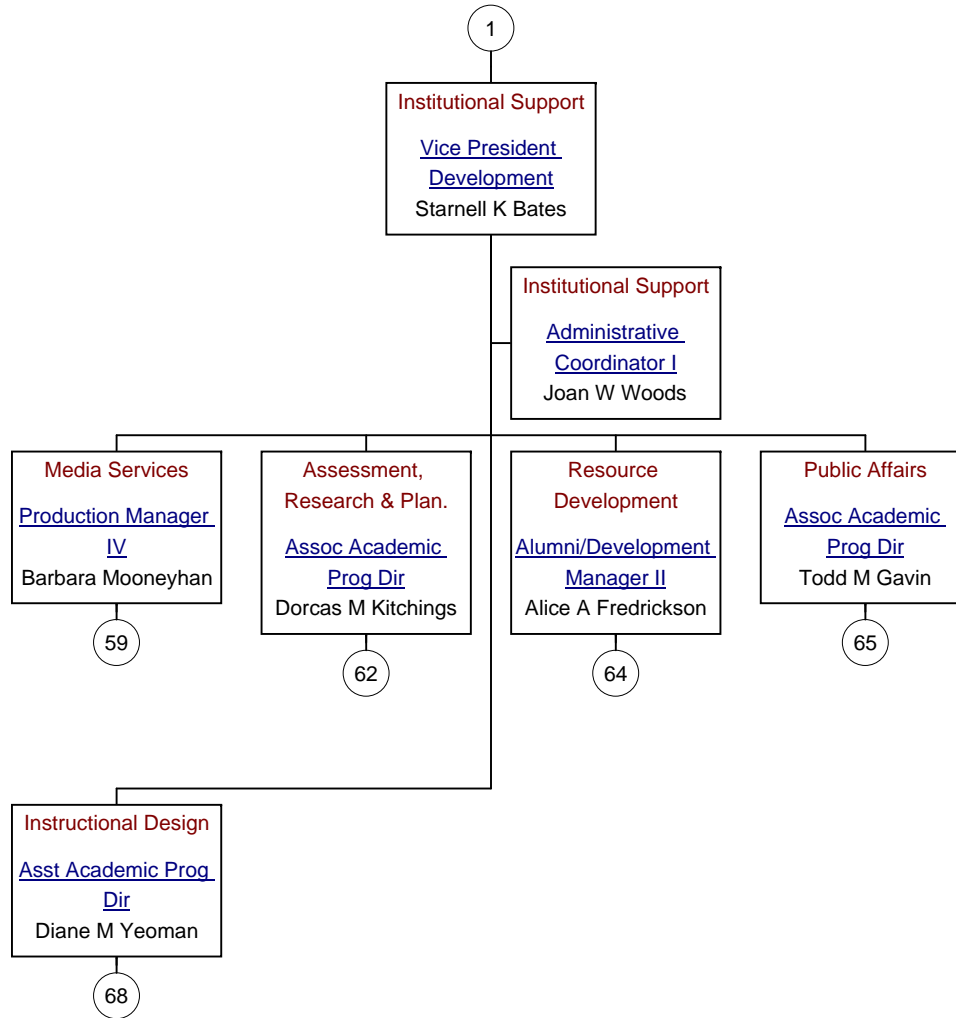 1
Institutional Support
Vice President
Development
Starnell K Bates
Institutional Support
Administrative
Coordinator I
Joan W Woods
Media Services
Production Manager
IV
Barbara Mooneyhan
59
Assessment,
Research & Plan.
Assoc Academic
Prog Dir
Dorcas M Kitchings
62
Resource
Development
Alumni/Development
Manager II
Alice A Fredrickson
64
Public Affairs
Assoc Academic
Prog Dir
Todd M Gavin
65
Instructional Design
Asst Academic Prog
Dir
Diane M Yeoman
68